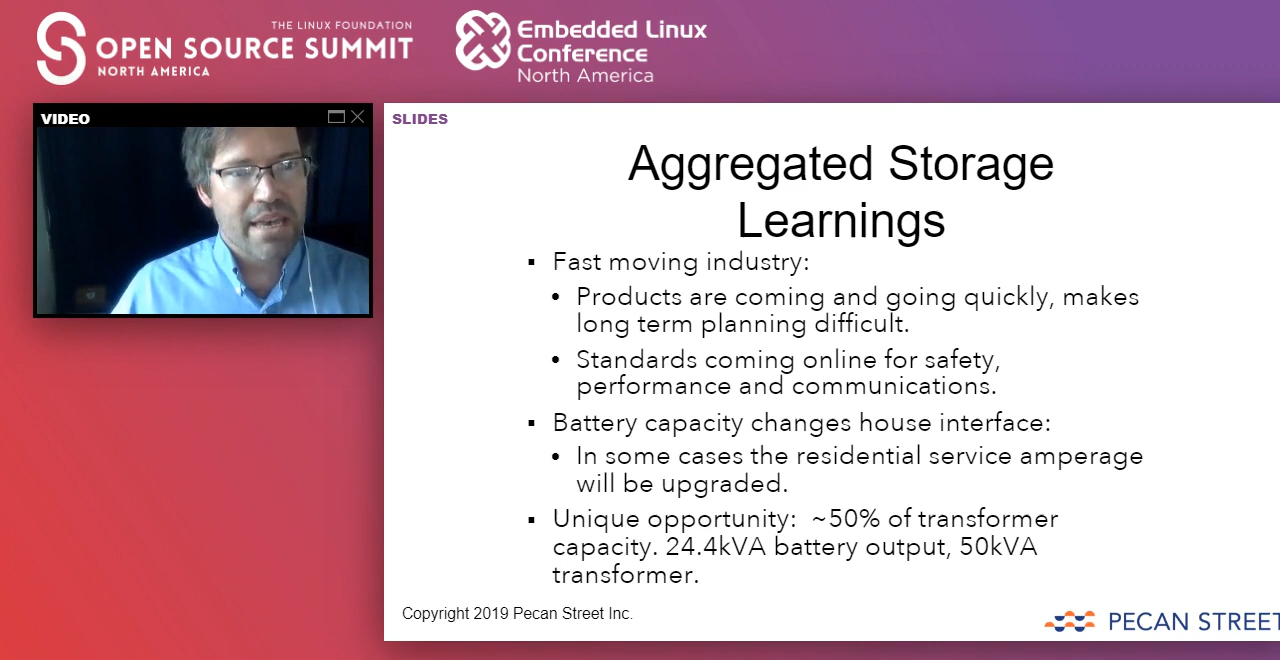 THE LINUX FOUNDATION
OPEN SOURCE SUMMIT
NORTH AMERICA
Embedded Linux
Conference
North America
VIDEO
SLIDES
Aggregated Storage
Learnings
▪ Fast moving industry:
• Products are coming and going quickly, makes
long term planning difficult.
• Standards coming online for safety,
performance and communications.
▪ Battery capacity changes house interface:
• In some cases the residential service amperage
will be upgraded.
▪ Unique opportunity: ~50% of transformer
capacity. 24.4kVA battery output, 50kVA
transformer.
Copyright 2019 Pecan Street Inc.
PECAN STREET